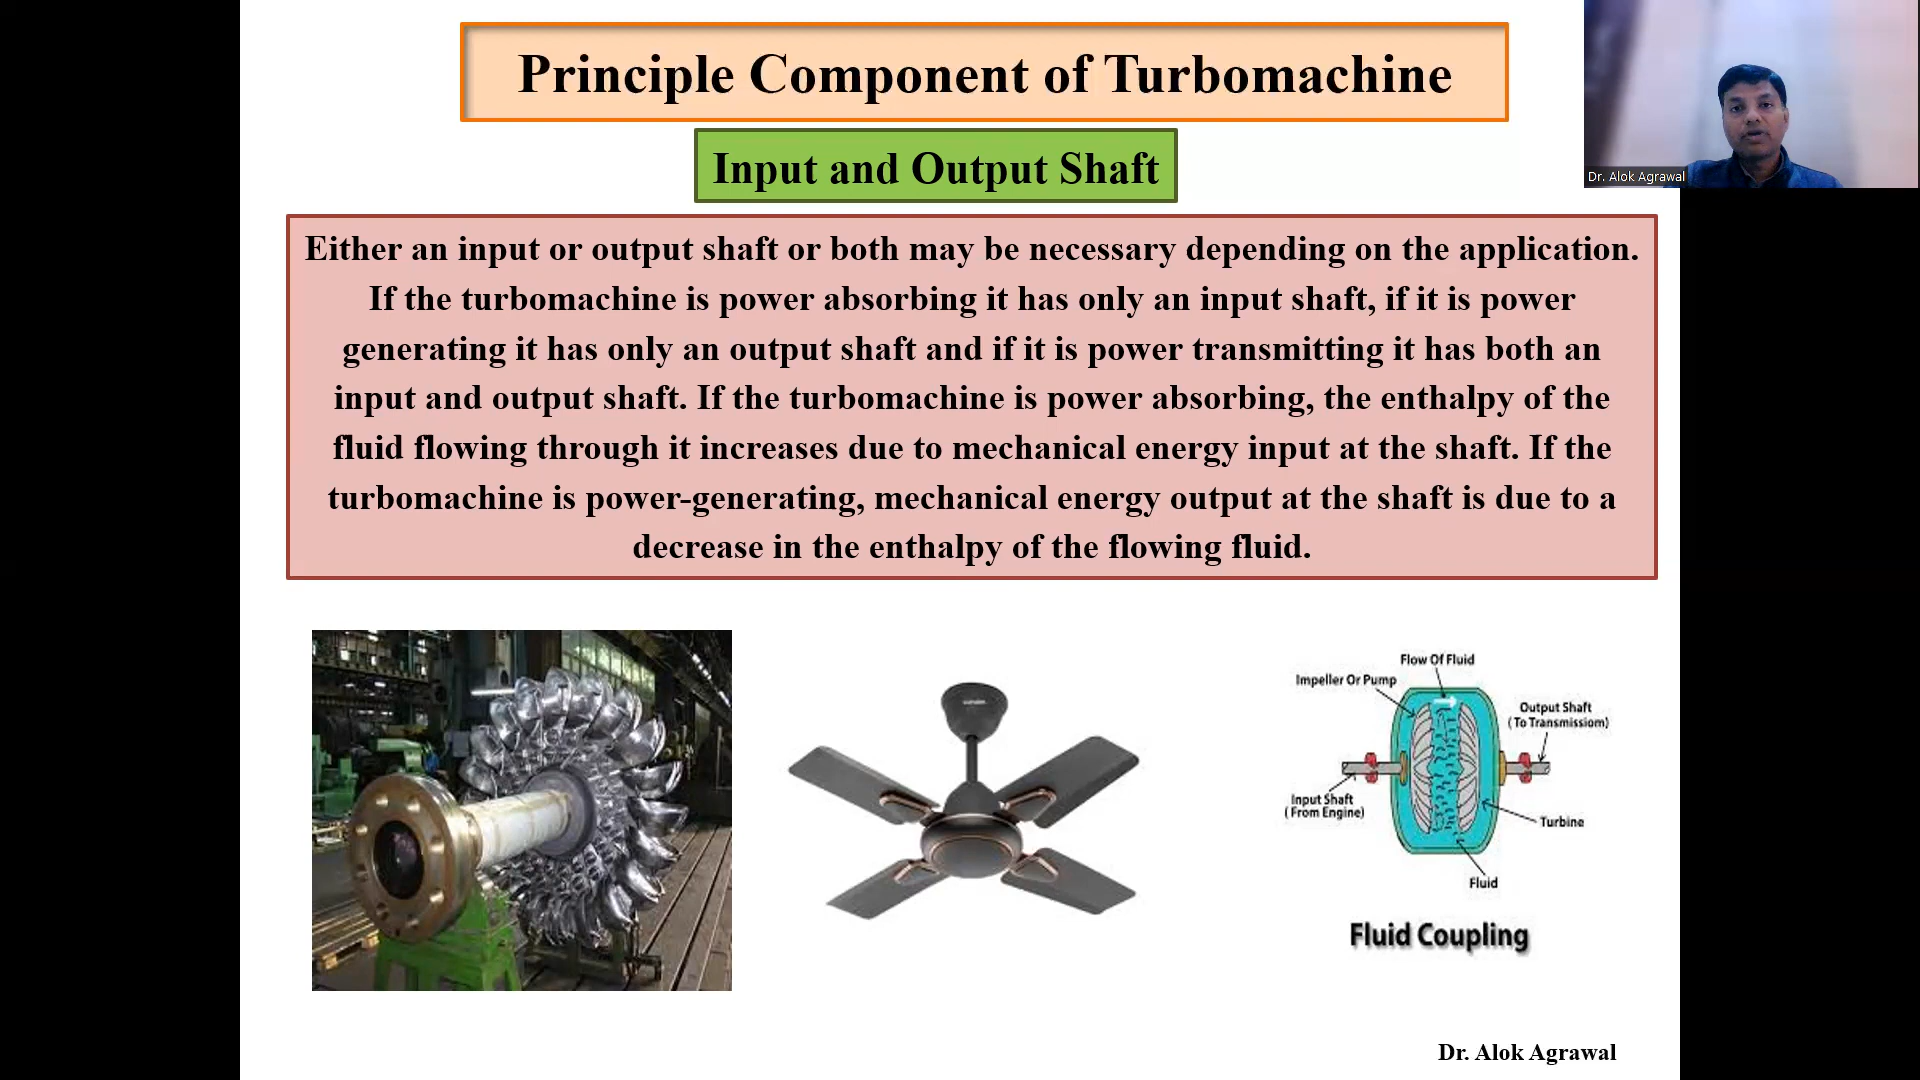 Principle Component of Turbomachine
Input and Output Shaft
Dr. Alok Agrawal
Either an input or output shaft or both may be necessary depending on the application.
If the turbomachine is power absorbing it has only an input shaft, if it is power
generating it has only an output shaft and if it is power transmitting it has both an
input and output shaft. If the turbomachine is power absorbing, the enthalpy of the
fluid flowing through it increases due to mechanical energy input at the shaft. If the
turbomachine is power-generating, mechanical energy output at the shaft is due to a
decrease in the enthalpy of the flowing fluid.
Flow Of Fluid
Impeller Or Pump
Output Shaft
(To Transmissiom)
Input Shaft
(From Engine)
Turbine
Fluid
Fluid Coupling
Dr. Alok Agrawal